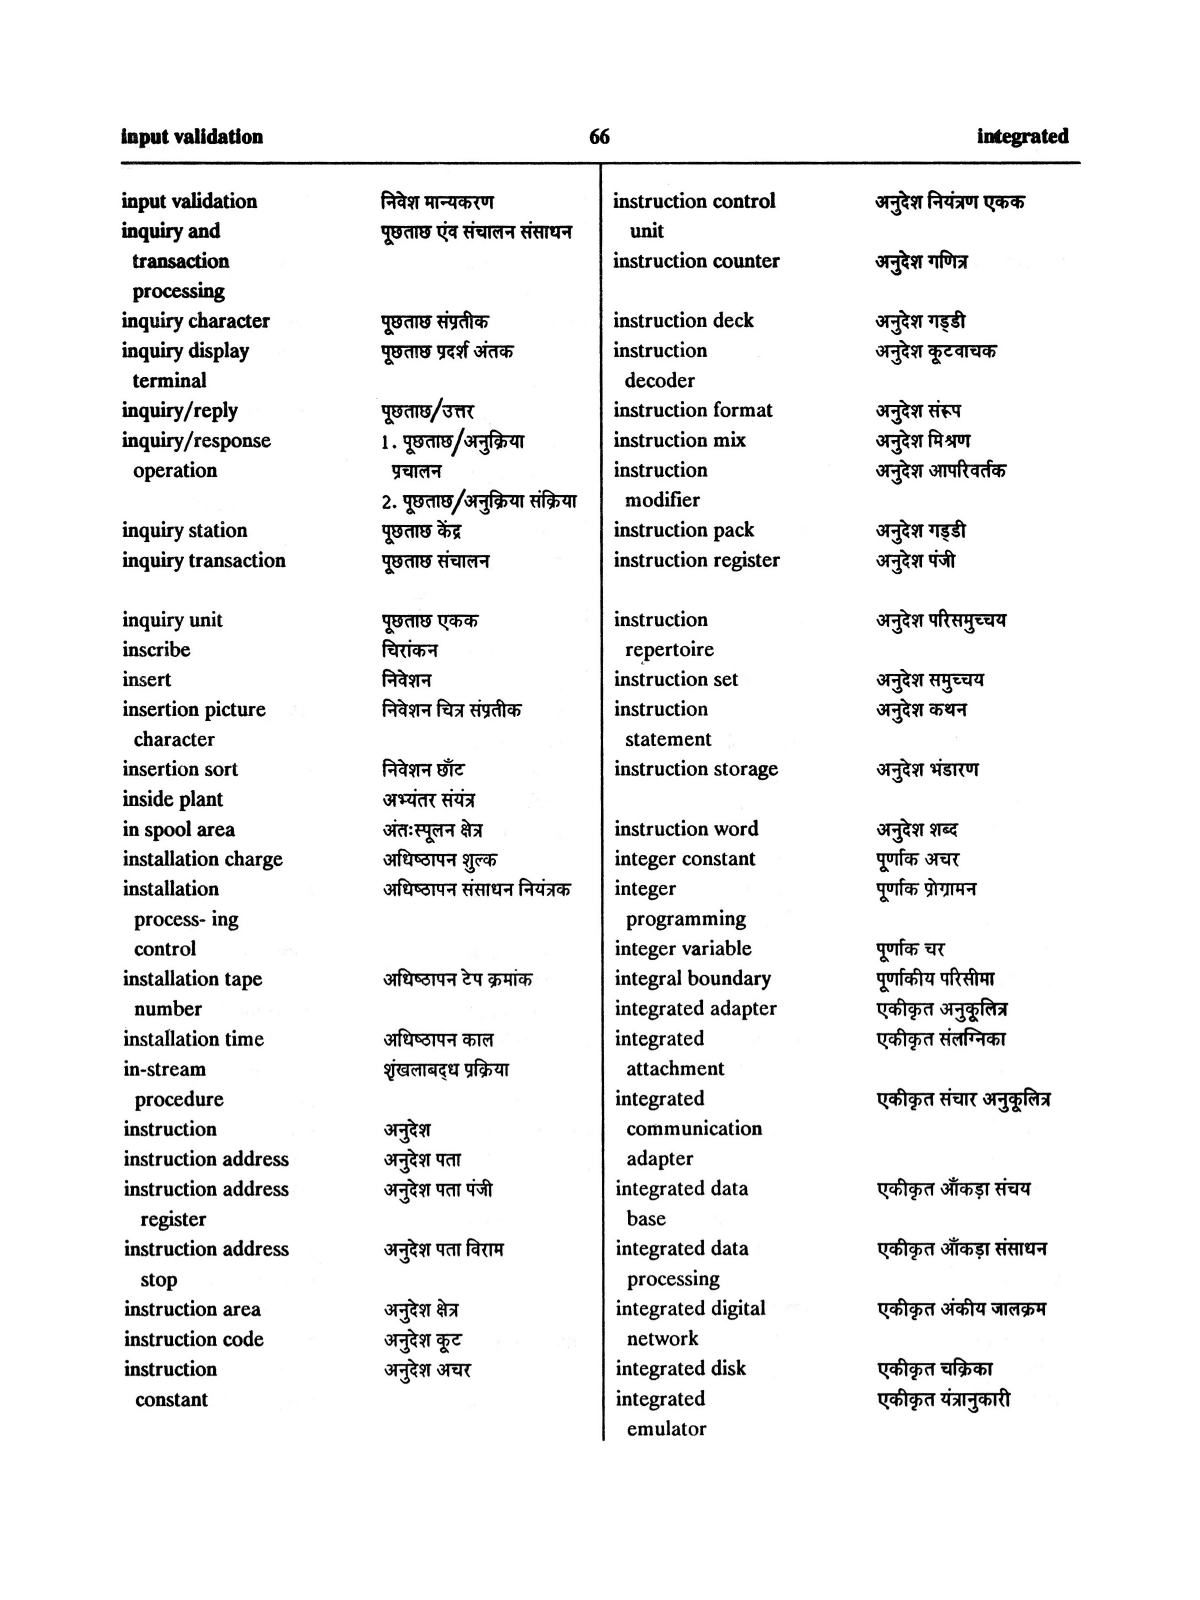 input validation 66 integrated
input validation निवेश मान्यकरण
inquiry and पूछताछ एंव संचालन संसाधन
transaction
processing
inquiry character पूछताछ संप्रतीक
inquiry display पूछताछ प्रदर्श अंतक
terminal
inquiry/reply पूछताछ/उत्तर
inquiry/response 1. पूछताछ/अनुक्रिया
operation प्रचालन
2. पूछताछ/अनुक्रिया संक्रिया
inquiry station पूछताछ केंद्र
inquiry transaction पूछताछ संचालन
inquiry unit पूछताछ एकक
inscribe चिरांकन
insert निवेशन
insertion picture निवेशन चित्र संप्रतीक
character
insertion sort निवेशन छाँट
inside plant अभ्यंतर संयंत्र
in spool area अंतःस्पूलन क्षेत्र
installation charge अधिष्ठापन शुल्क
installation अधिष्ठापन संसाधन नियंत्रक
process- ing
control
installation tape अधिष्ठापन टेप क्रमांक
number
installation time अधिष्ठापन काल
in-stream शृंखलाबद्ध प्रक्रिया
procedure
instruction अनुदेश
instruction address अनुदेश पता
instruction address अनुदेश पता पंजी
register
instruction address अनुदेश पता विराम
stop
instruction area अनुदेश क्षेत्र
instruction code अनुदेश कूट
instruction अनुदेश अचर
constant
instruction control अनुदेश नियंत्रण एकक
unit
instruction counter अनुदेश गणित्र
instruction deck अनुदेश गड्डी
instruction अनुदेश कूटवाचक
decoder
instruction format अनुदेश संरूप
instruction mix अनुदेश मिश्रण
instruction अनुदेश आपरिवर्तक
modifier
instruction pack अनुदेश गड्डी
instruction register अनुदेश पंजी
instruction अनुदेश परिसमुच्चय
repertoire
instruction set अनुदेश समुच्चय
instruction अनुदेश कथन
statement
instruction storage अनुदेश भंडारण
instruction word अनुदेश शब्द
integer constant पूर्णांक अचर
integer पूर्णांक प्रोग्रामन
programming
integer variable पूर्णांक चर
integral boundary पूर्णांकीय परिसीमा
integrated adapter एकीकृत अनुकूलित्र
integrated एकीकृत संलग्निका
attachment
integrated एकीकृत संचार अनुकूलित्र
communication
adapter
integrated data एकीकृत आँकड़ा संचय
base
integrated data एकीकृत आँकड़ा संसाधन
processing
integrated digital एकीकृत अंकीय जालक्रम
network
integrated disk एकीकृत चक्रिका
integrated एकीकृत यंत्रानुकारी
emulator